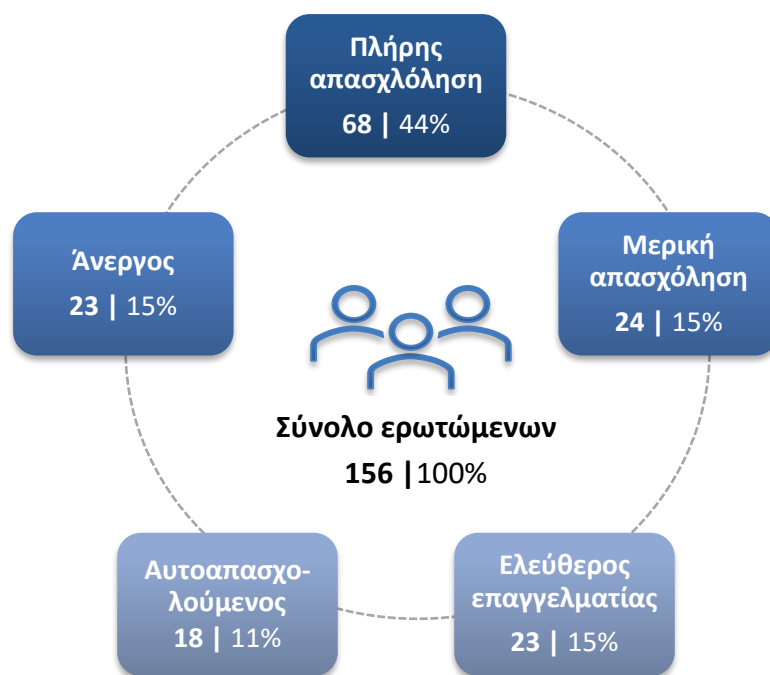 Πλήρης
απασχλόληση
68 | 44%
Άνεργος
23 | 15%
Μερική
απασχόληση
24 | 15%
Σύνολο ερωτώμενων
156 |100%
Αυτοαπασχο-
λούμενος
18 | 11%
Ελεύθερος
επαγγελματίας
23 | 15%